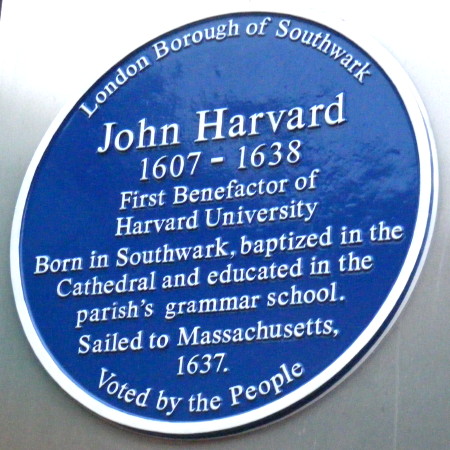 London Borough of Southwark
John Harvard
1607 - 1638
First Benefactor of
Harvard University
Born in Southwark, baptized in the
Cathedral and educated in the
parish's grammar school.
Sailed to Massachusetts,
1637.
Voted by the People